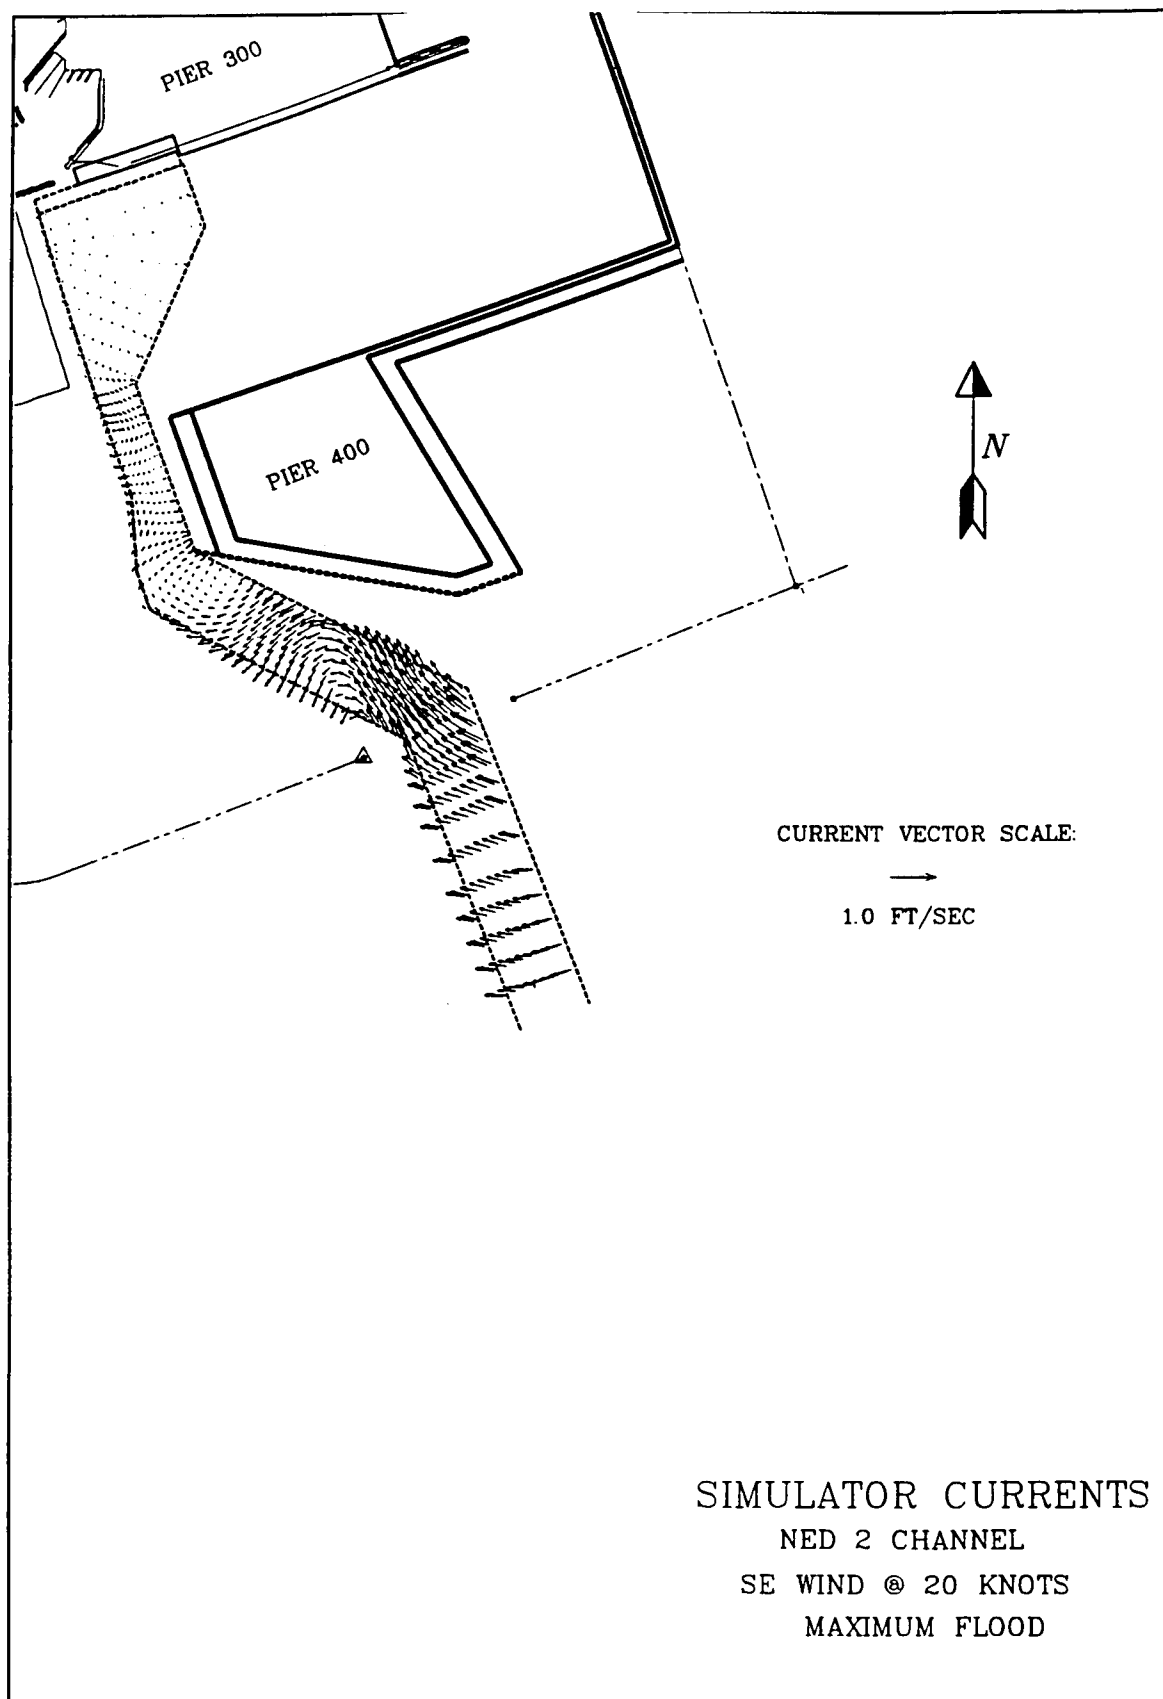 PIER 300
PIER 400
N
CURRENT VECTOR SCALE:
1.0 FT/SEC
SIMULATOR CURRENTS
NED 2 CHANNEL
SE WIND @ 20 KNOTS
MAXIMUM FLOOD